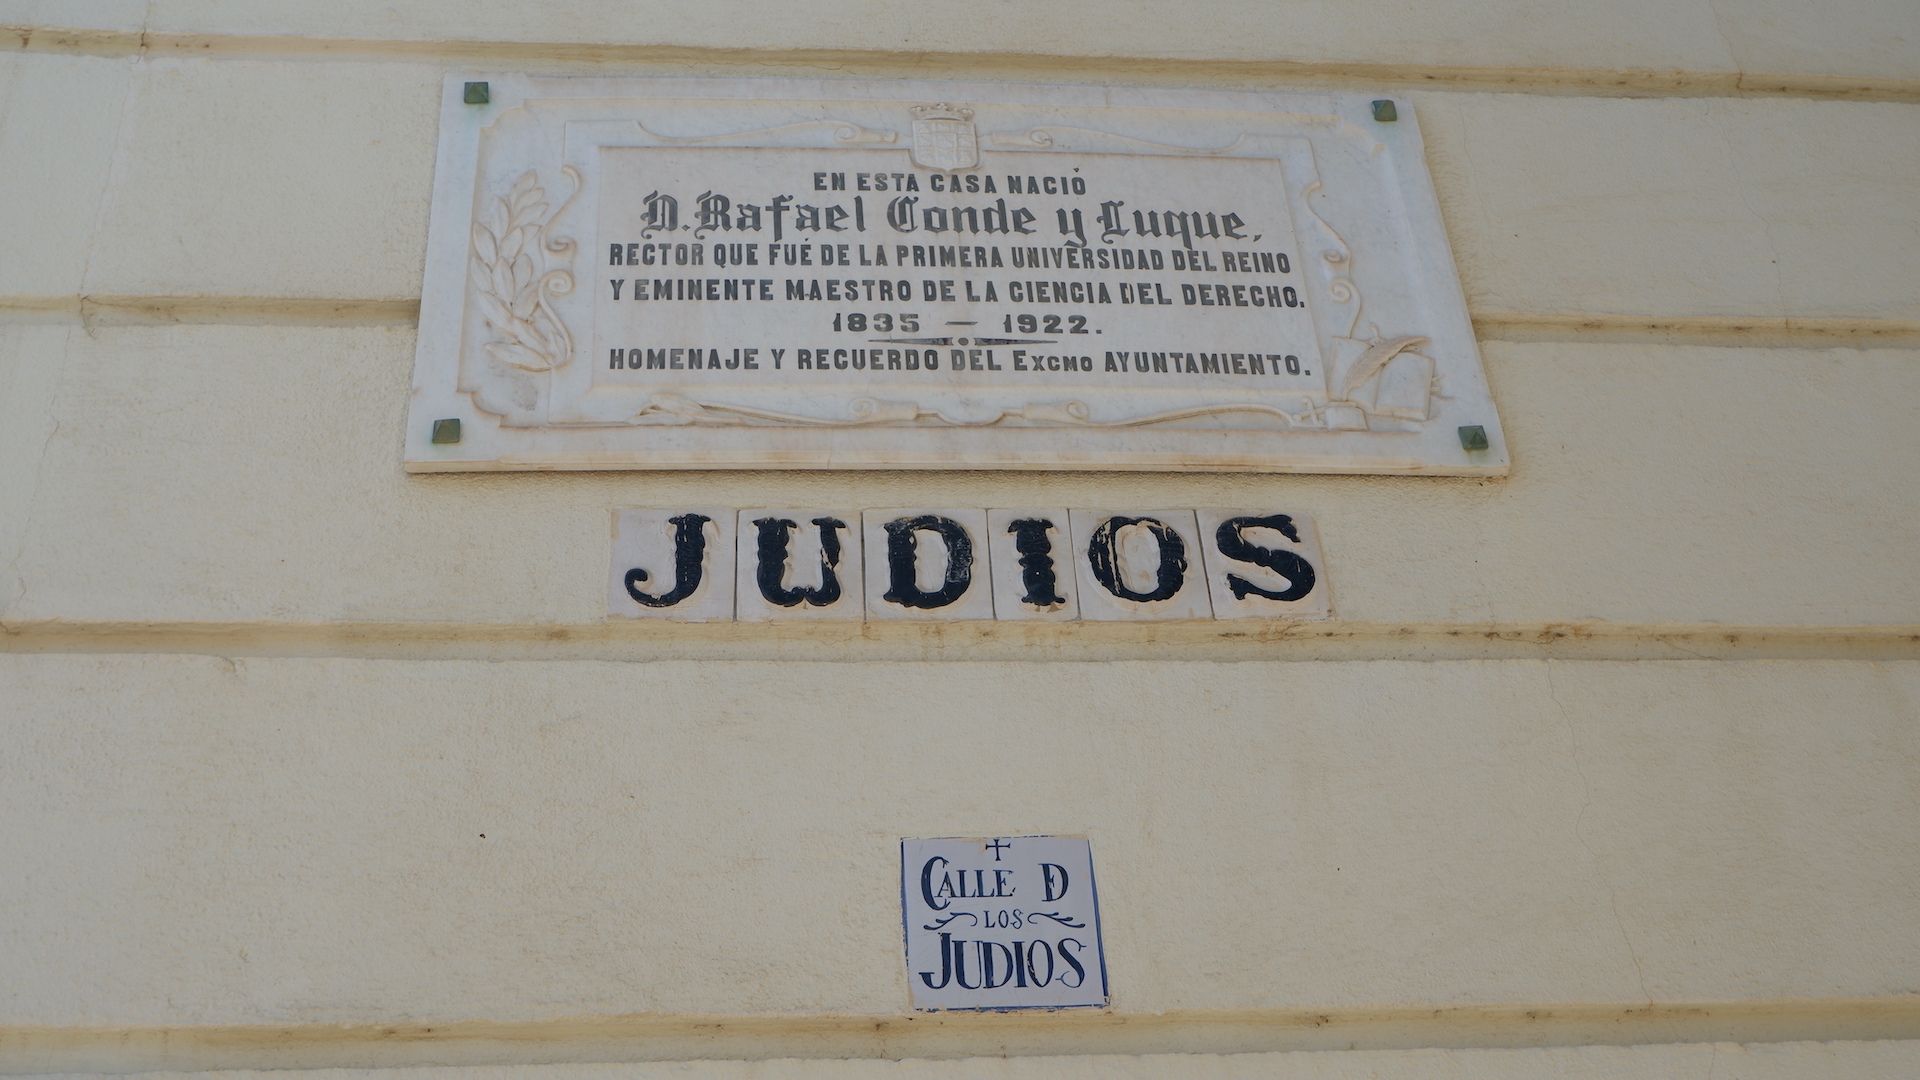 EN ESTA CASA NACIÓ
D. Rafael Conde y Luque,
RECTOR QUE FUÉ DE LA PRIMERA UNIVERSIDAD DEL REINO
Y EMINENTE MAESTRO DE LA CIENCIA DEL DERECHO.
1835 — 1922.
HOMENAJE Y RECUERDO DEL EXCMO AYUNTAMIENTO.
JUDIOS
CALLE D
LOS
JUDIOS